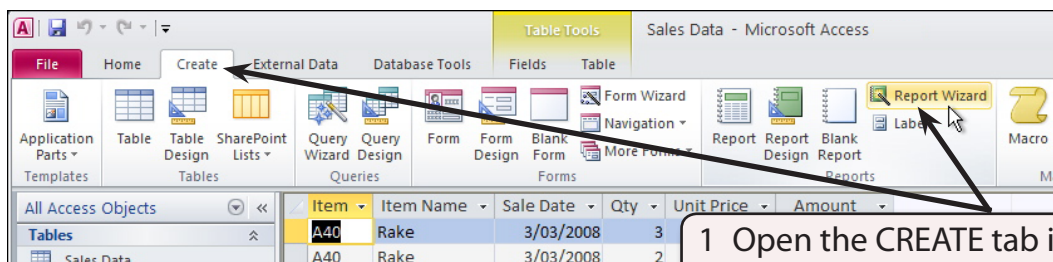 A
Table Tools
Sales Data - Microsoft Access
File Home Create External Data Database Tools Fields Table
Application Parts
Table
Table Design
SharePoint Lists
Query Wizard
Query Design
Form
Form Design
Blank Form
Form Wizard
Navigation
More Forms
Report
Report Design
Blank Report
Report Wizard
Macro
Templates Tables Queries Forms Reports
All Access Objects
Tables
Sales Data
Item Item Name Sale Date Qty Unit Price Amount
A40 Rake 3/03/2008 3
A40 Rake 3/03/2008 2
1 Open the CREATE tab